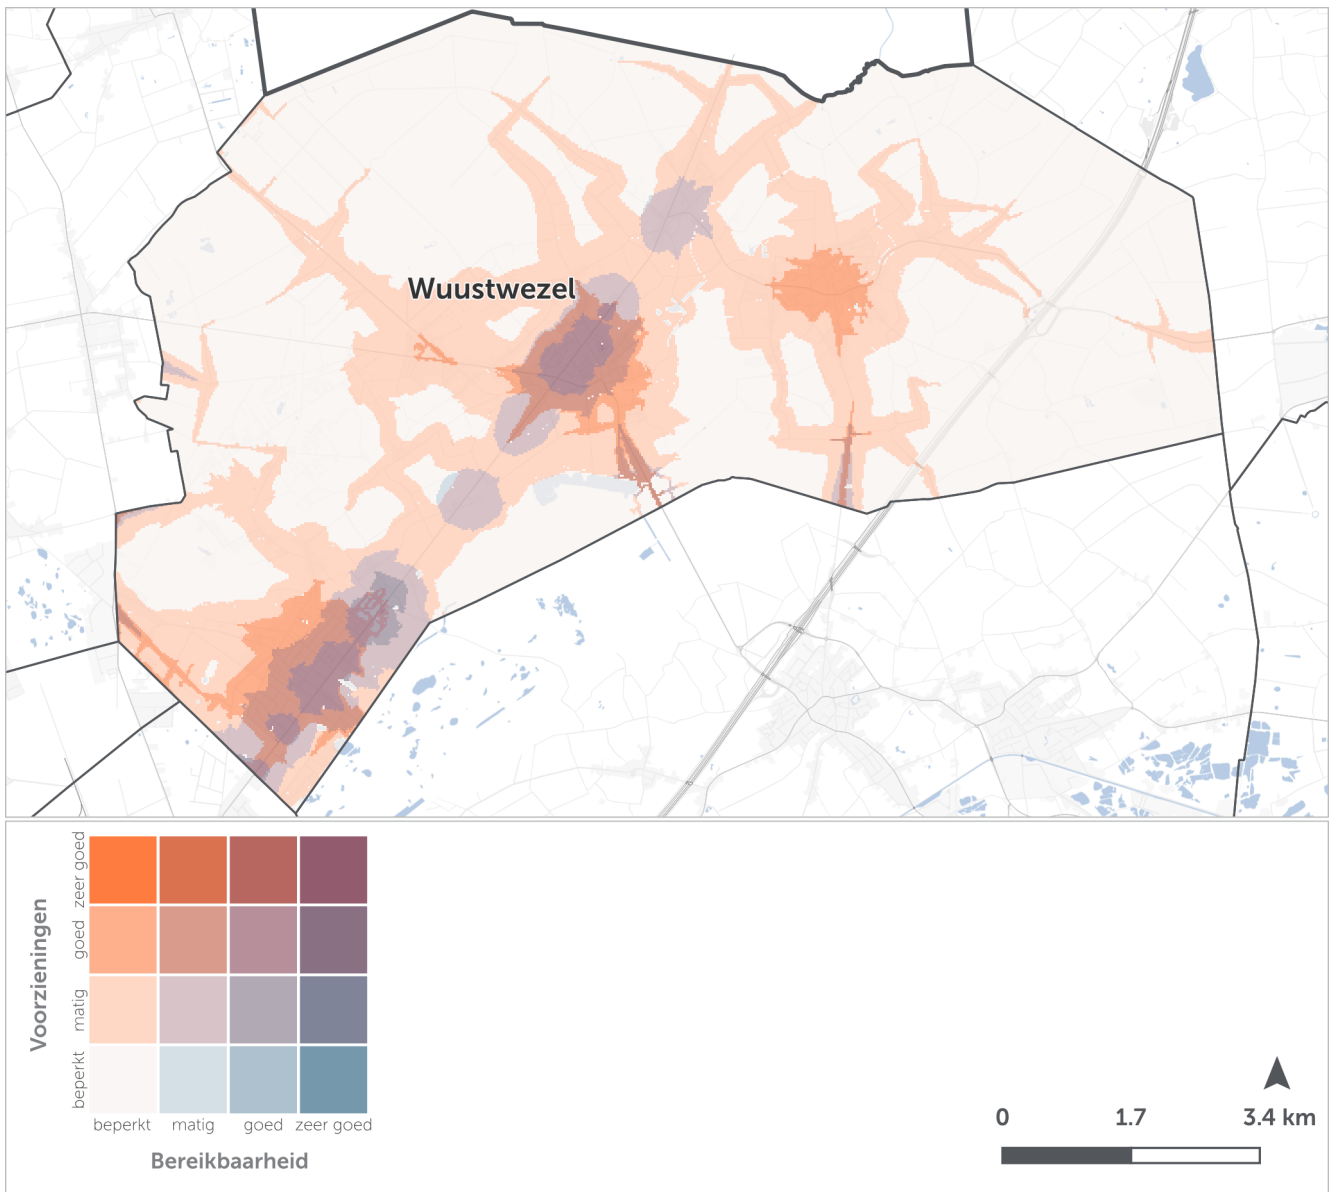 Wuustwezel
Voorzieningen
zeer goed
goed
matig
beperkt
beperkt matig goed zeer goed
Bereikbaarheid
0 1.7 3.4 km